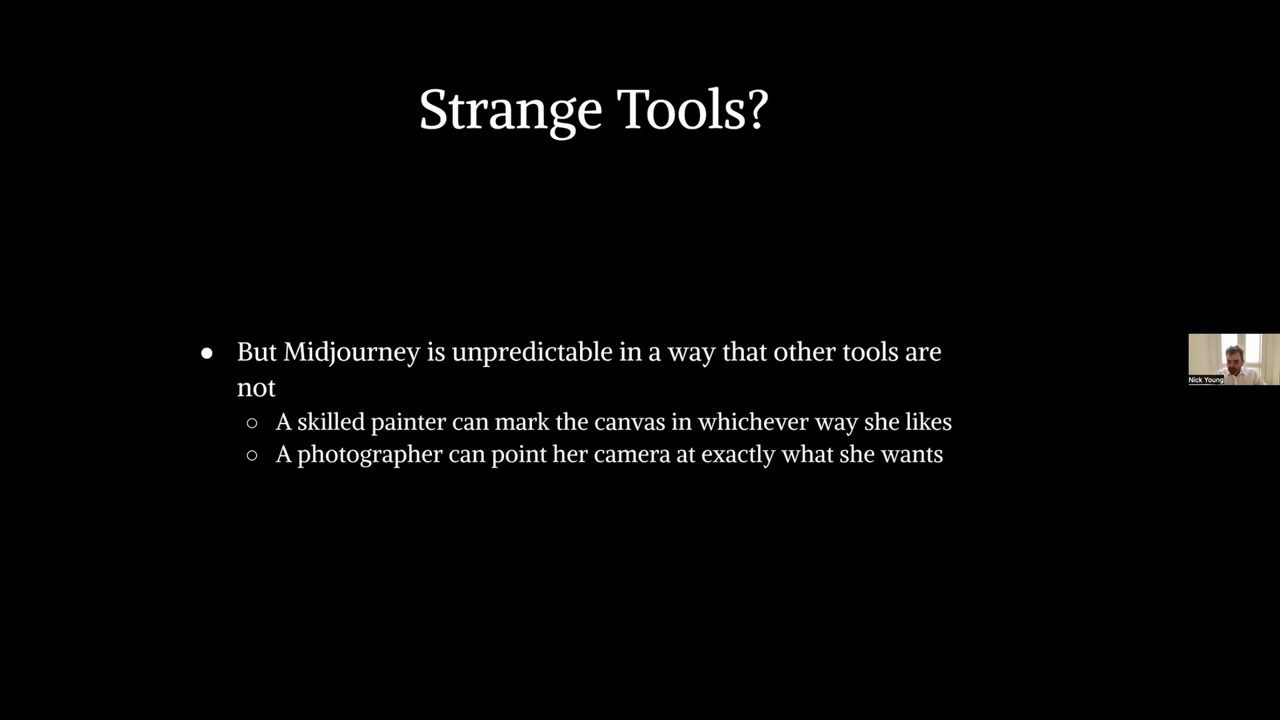 Strange Tools?
● But Midjourney is unpredictable in a way that other tools are
not
○ A skilled painter can mark the canvas in whichever way she likes
○ A photographer can point her camera at exactly what she wants
Nick Young